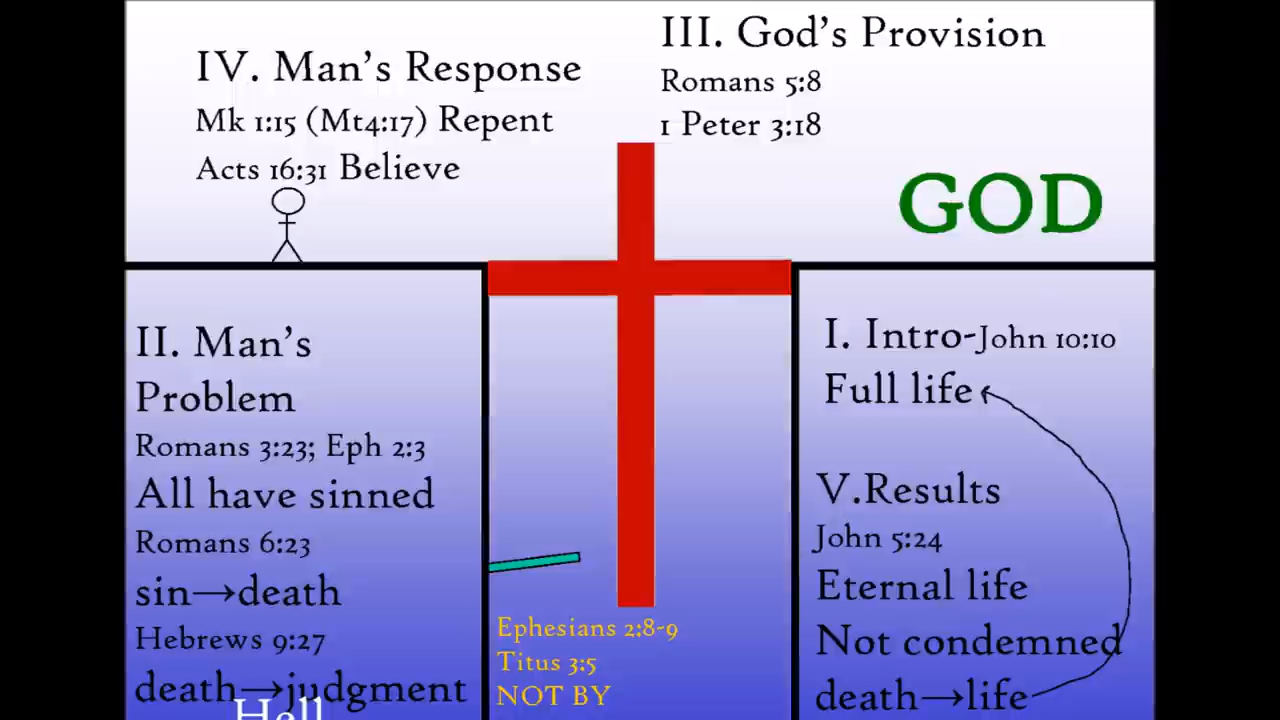 IV. Man's Response
Mk 1:15 (Mt4:17) Repent
Acts 16:31 Believe
III. God's Provision
Romans 5:8
1 Peter 3:18
GOD
II. Man's
Problem
Romans 3:23; Eph 2:3
All have sinned
Romans 6:23
sin→death
Hebrews 9:27
death→judgment
Hell
Ephesians 2:8-9
Titus 3:5
NOT BY
I. Intro-John 10:10
Full life
V.Results
John 5:24
Eternal life
Not condemned
death→life